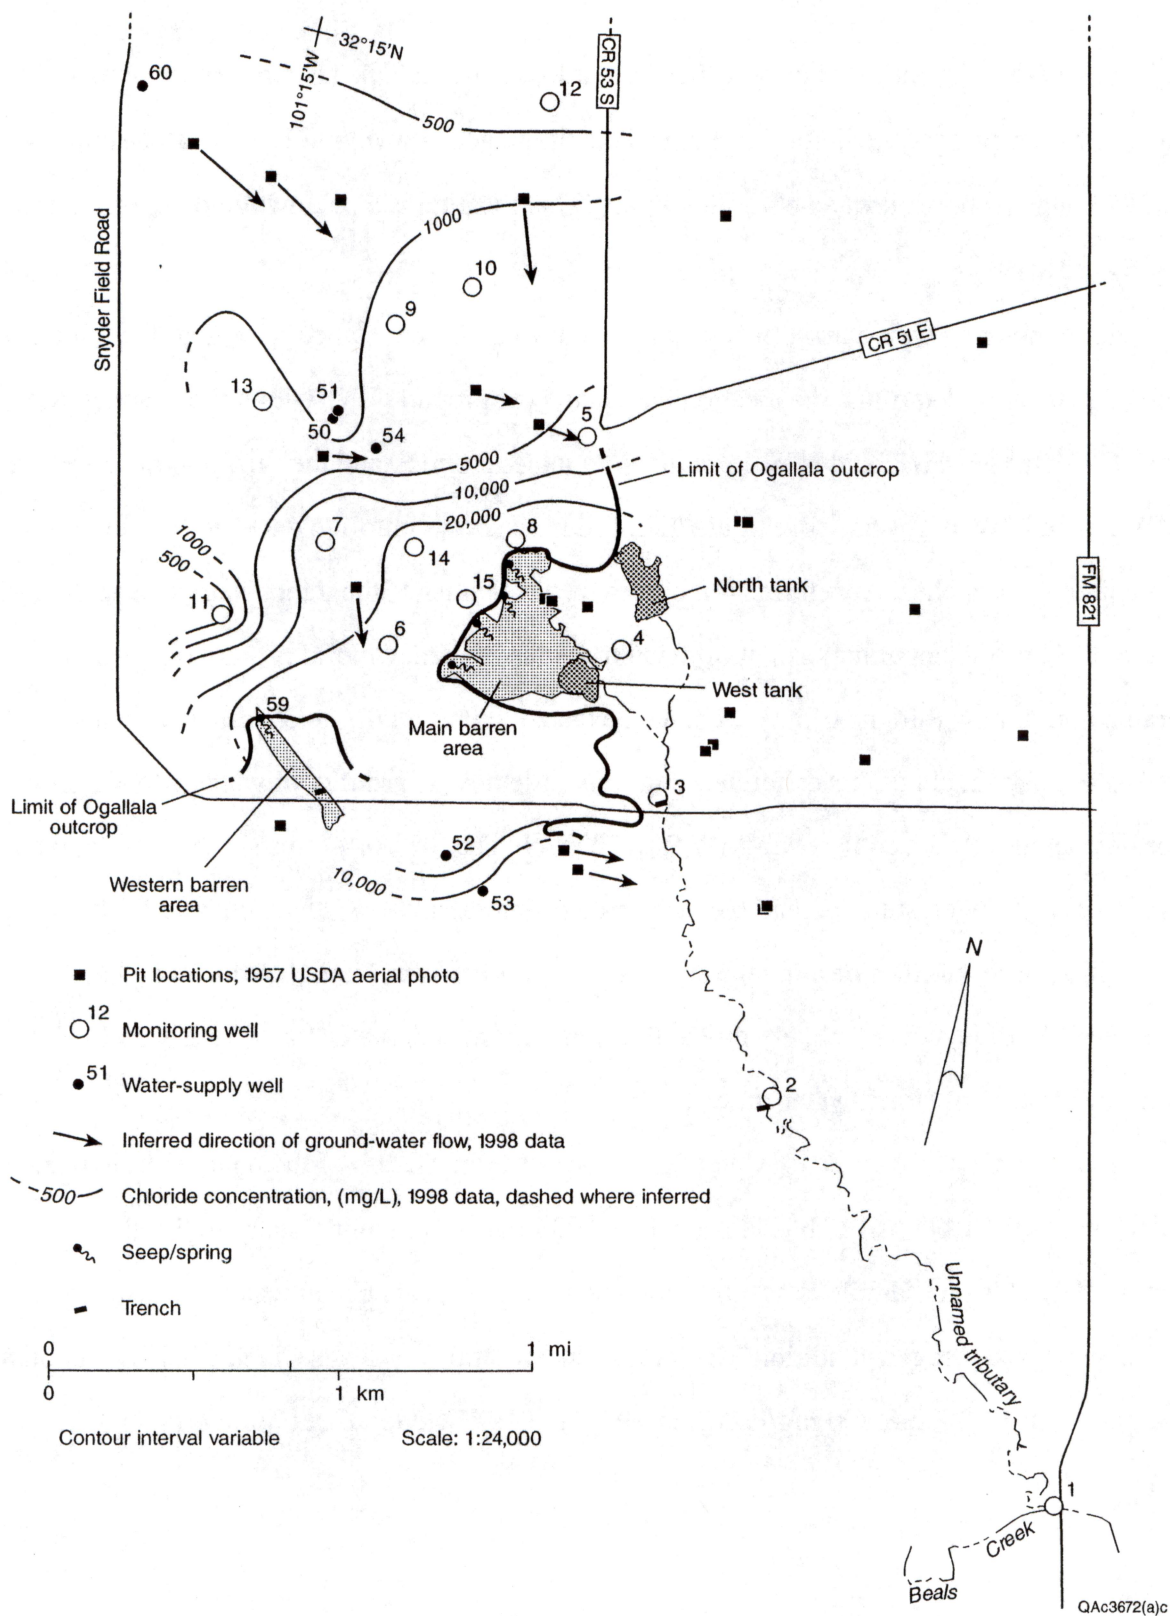 60
32°15'N
101°15'W
CR 53 S
12
500
Snyder Field Road
1000
10
9
CR 51 E
13
51
50
54
5
5000
Limit of Ogallala outcrop
10,000
20,000
7
8
14
1000
500
FM 821
15
North tank
11
4
6
West tank
59
Main barren
area
3
Limit of Ogallala
outcrop
52
10,000
53
Western barren
area
N
Pit locations, 1957 USDA aerial photo
12
Monitoring well
51
Water-supply well
2
Inferred direction of ground-water flow, 1998 data
500
Chloride concentration, (mg/L), 1998 data, dashed where inferred
Seep/spring
Trench
Unnamed tributary
0 1 mi
0 1 km
Contour interval variable Scale: 1:24,000
1
Beals Creek
QAc3672(a)c